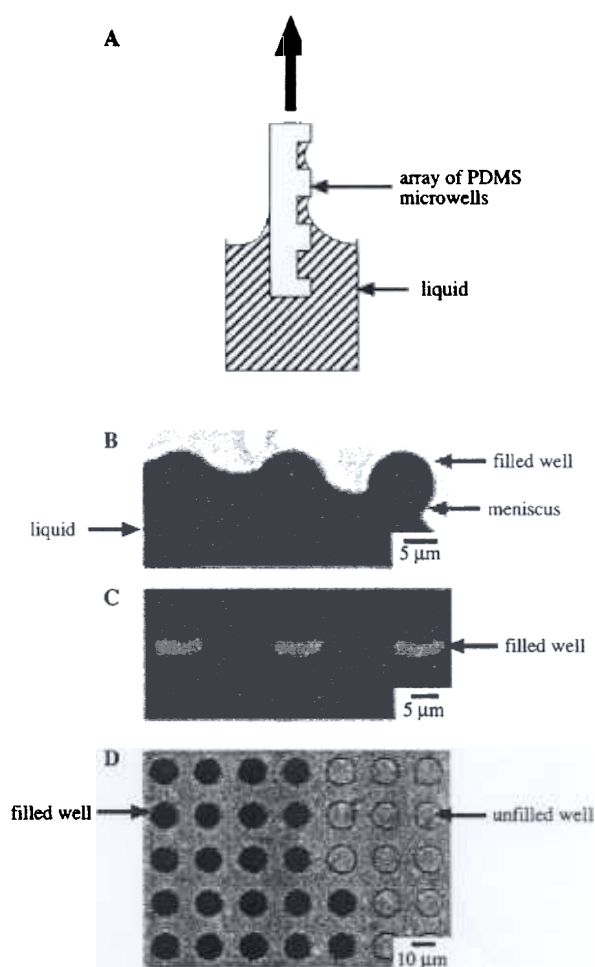 A
array of PDMS
microwells
liquid
B
filled well
meniscus
liquid
5 μm
C
filled well
5 μm
D
filled well
unfilled well
10 μm